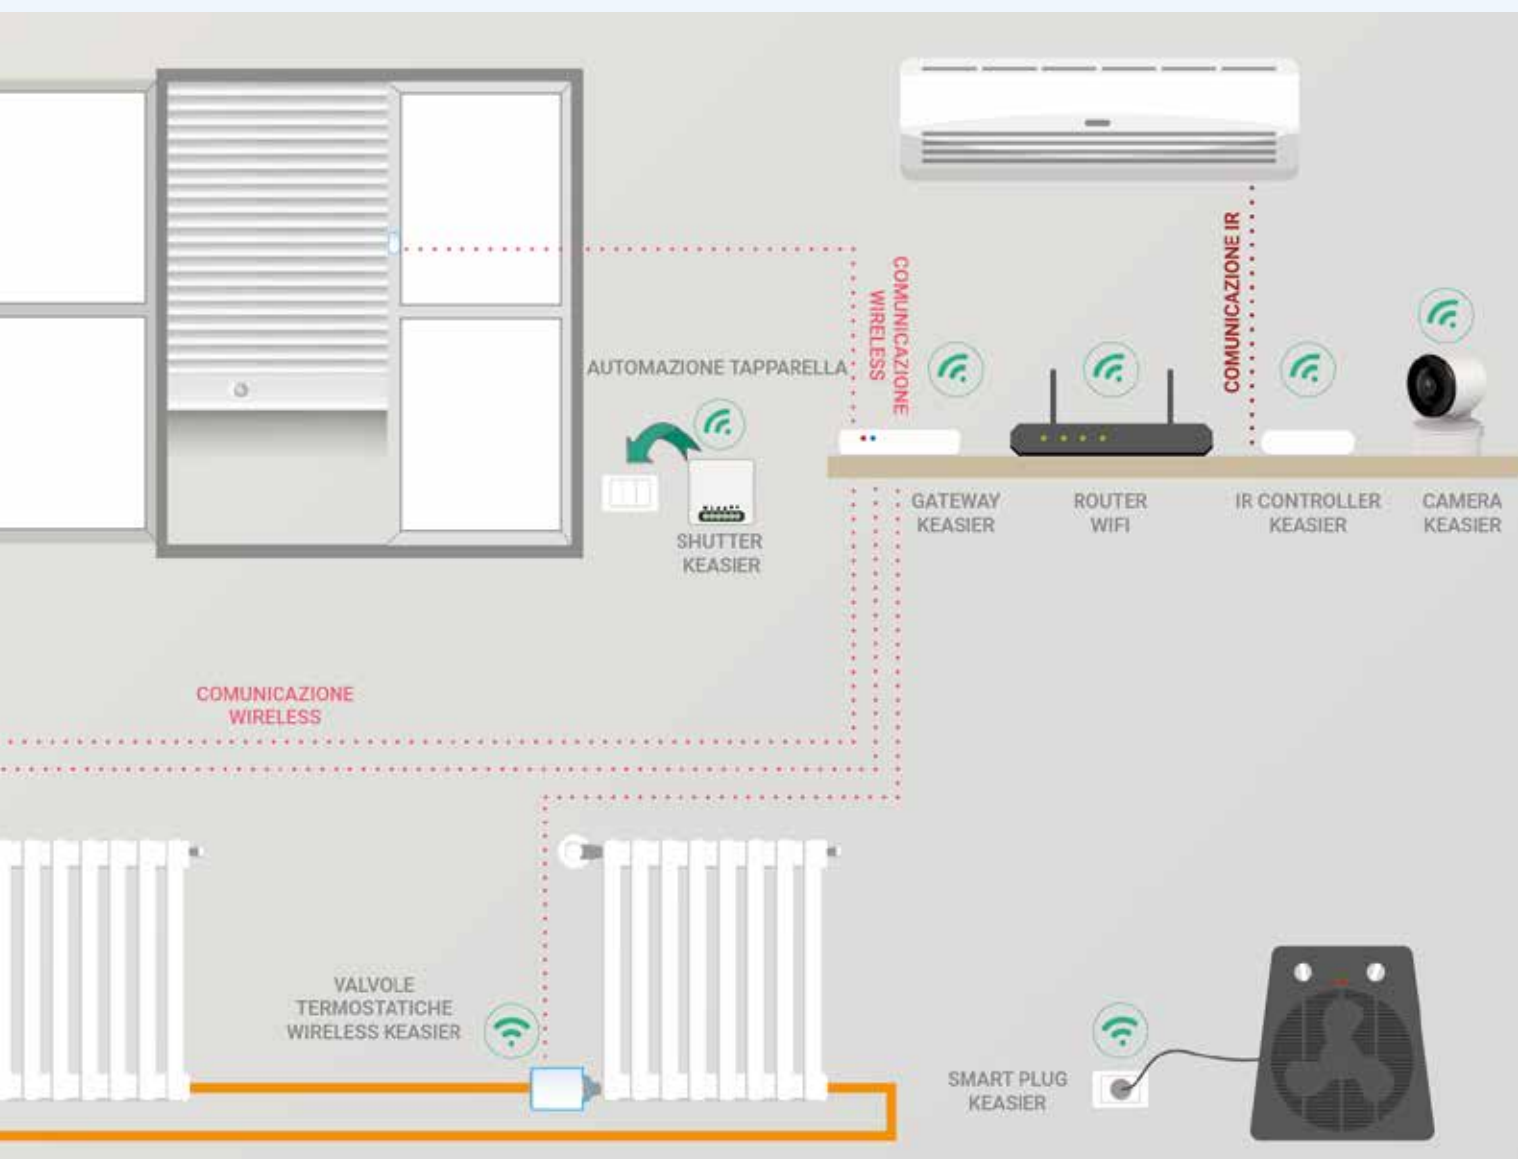 COMUNICAZIONE
WIRELESS
COMUNICAZIONE IR
AUTOMAZIONE TAPPARELLA
SHUTTER
KEASIER
GATEWAY
KEASIER
ROUTER
WIFI
IR CONTROLLER
KEASIER
CAMERA
KEASIER
COMUNICAZIONE
WIRELESS
VALVOLE
TERMOSTATICHE
WIRELESS KEASIER
SMART PLUG
KEASIER